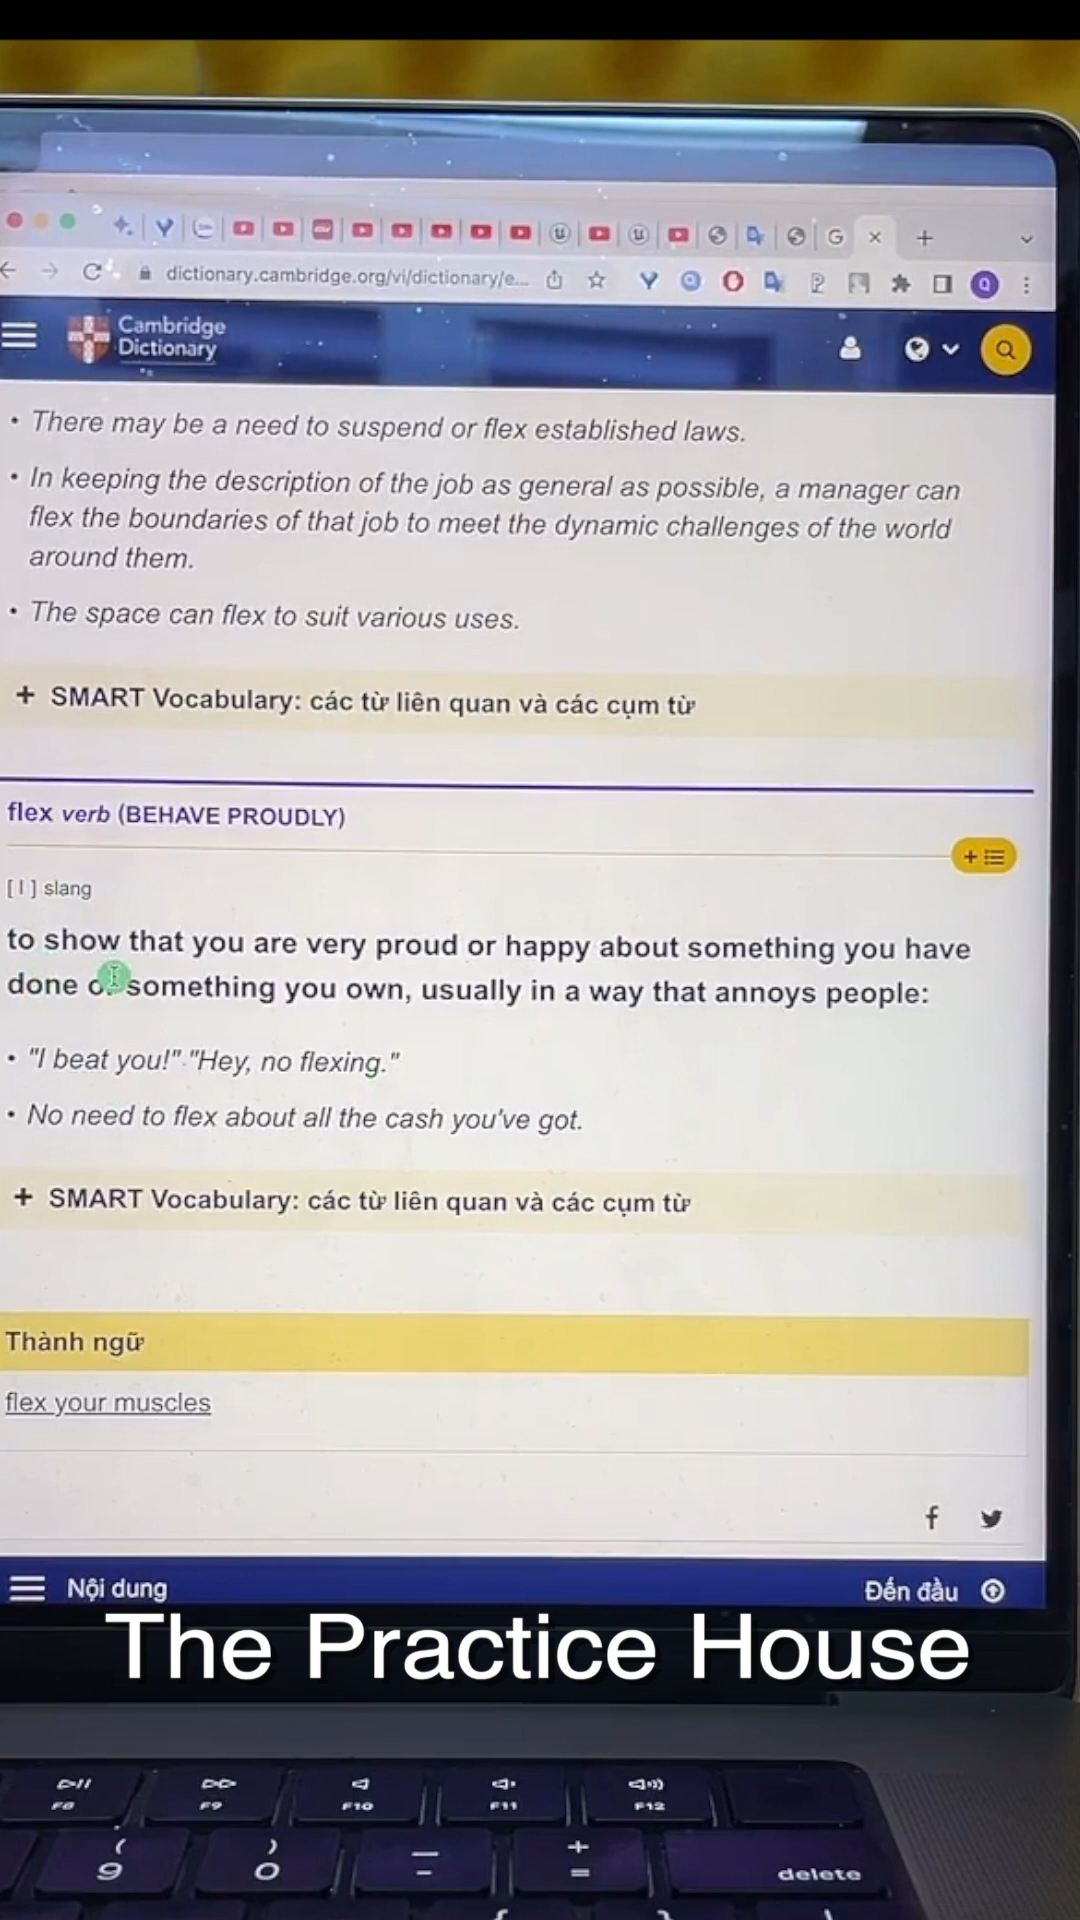 dictionary.cambridge.org/vi/dictionary/e...
Cambridge
Dictionary
• There may be a need to suspend or flex established laws.
• In keeping the description of the job as general as possible, a manager can
flex the boundaries of that job to meet the dynamic challenges of the world
around them.
• The space can flex to suit various uses.
+ SMART Vocabulary: các từ liên quan và các cụm từ
flex verb (BEHAVE PROUDLY)
[ I ] slang
to show that you are very proud or happy about something you have
done or something you own, usually in a way that annoys people:
• "I beat you!" "Hey, no flexing."
• No need to flex about all the cash you've got.
+ SMART Vocabulary: các từ liên quan và các cụm từ
Thành ngữ
flex your muscles
Nội dung
Đến đầu
The Practice House
F8 F9 F10 F11 F12
( ) — +
9 0 - = delete